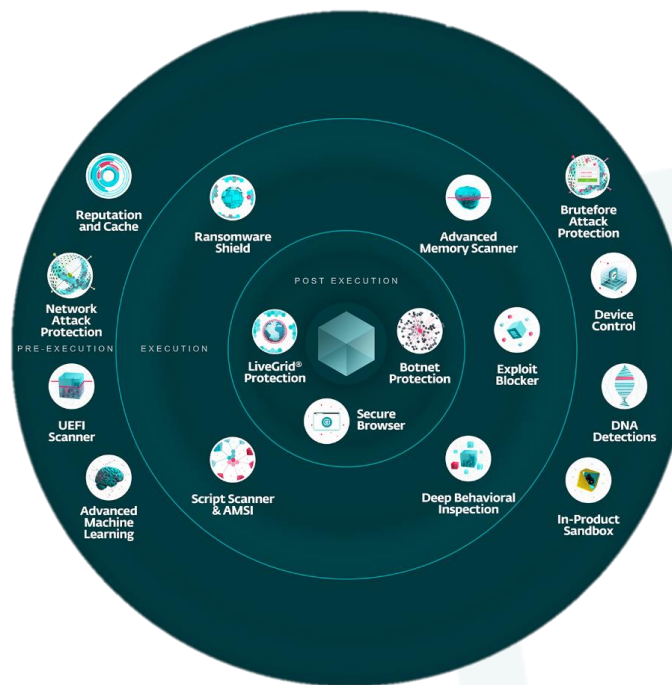 Reputation
and Cache
Ransomware
Shield
Advanced
Memory Scanner
Brutefore
Attack
Protection
Network
Attack
Protection
POST EXECUTION
Device
Control
PRE-EXECUTION
EXECUTION
LiveGrid®
Protection
Botnet
Protection
Exploit
Blocker
UEFI
Scanner
Secure
Browser
DNA
Detections
Advanced
Machine
Learning
Script Scanner
& AMSI
Deep Behavioral
Inspection
In-Product
Sandbox